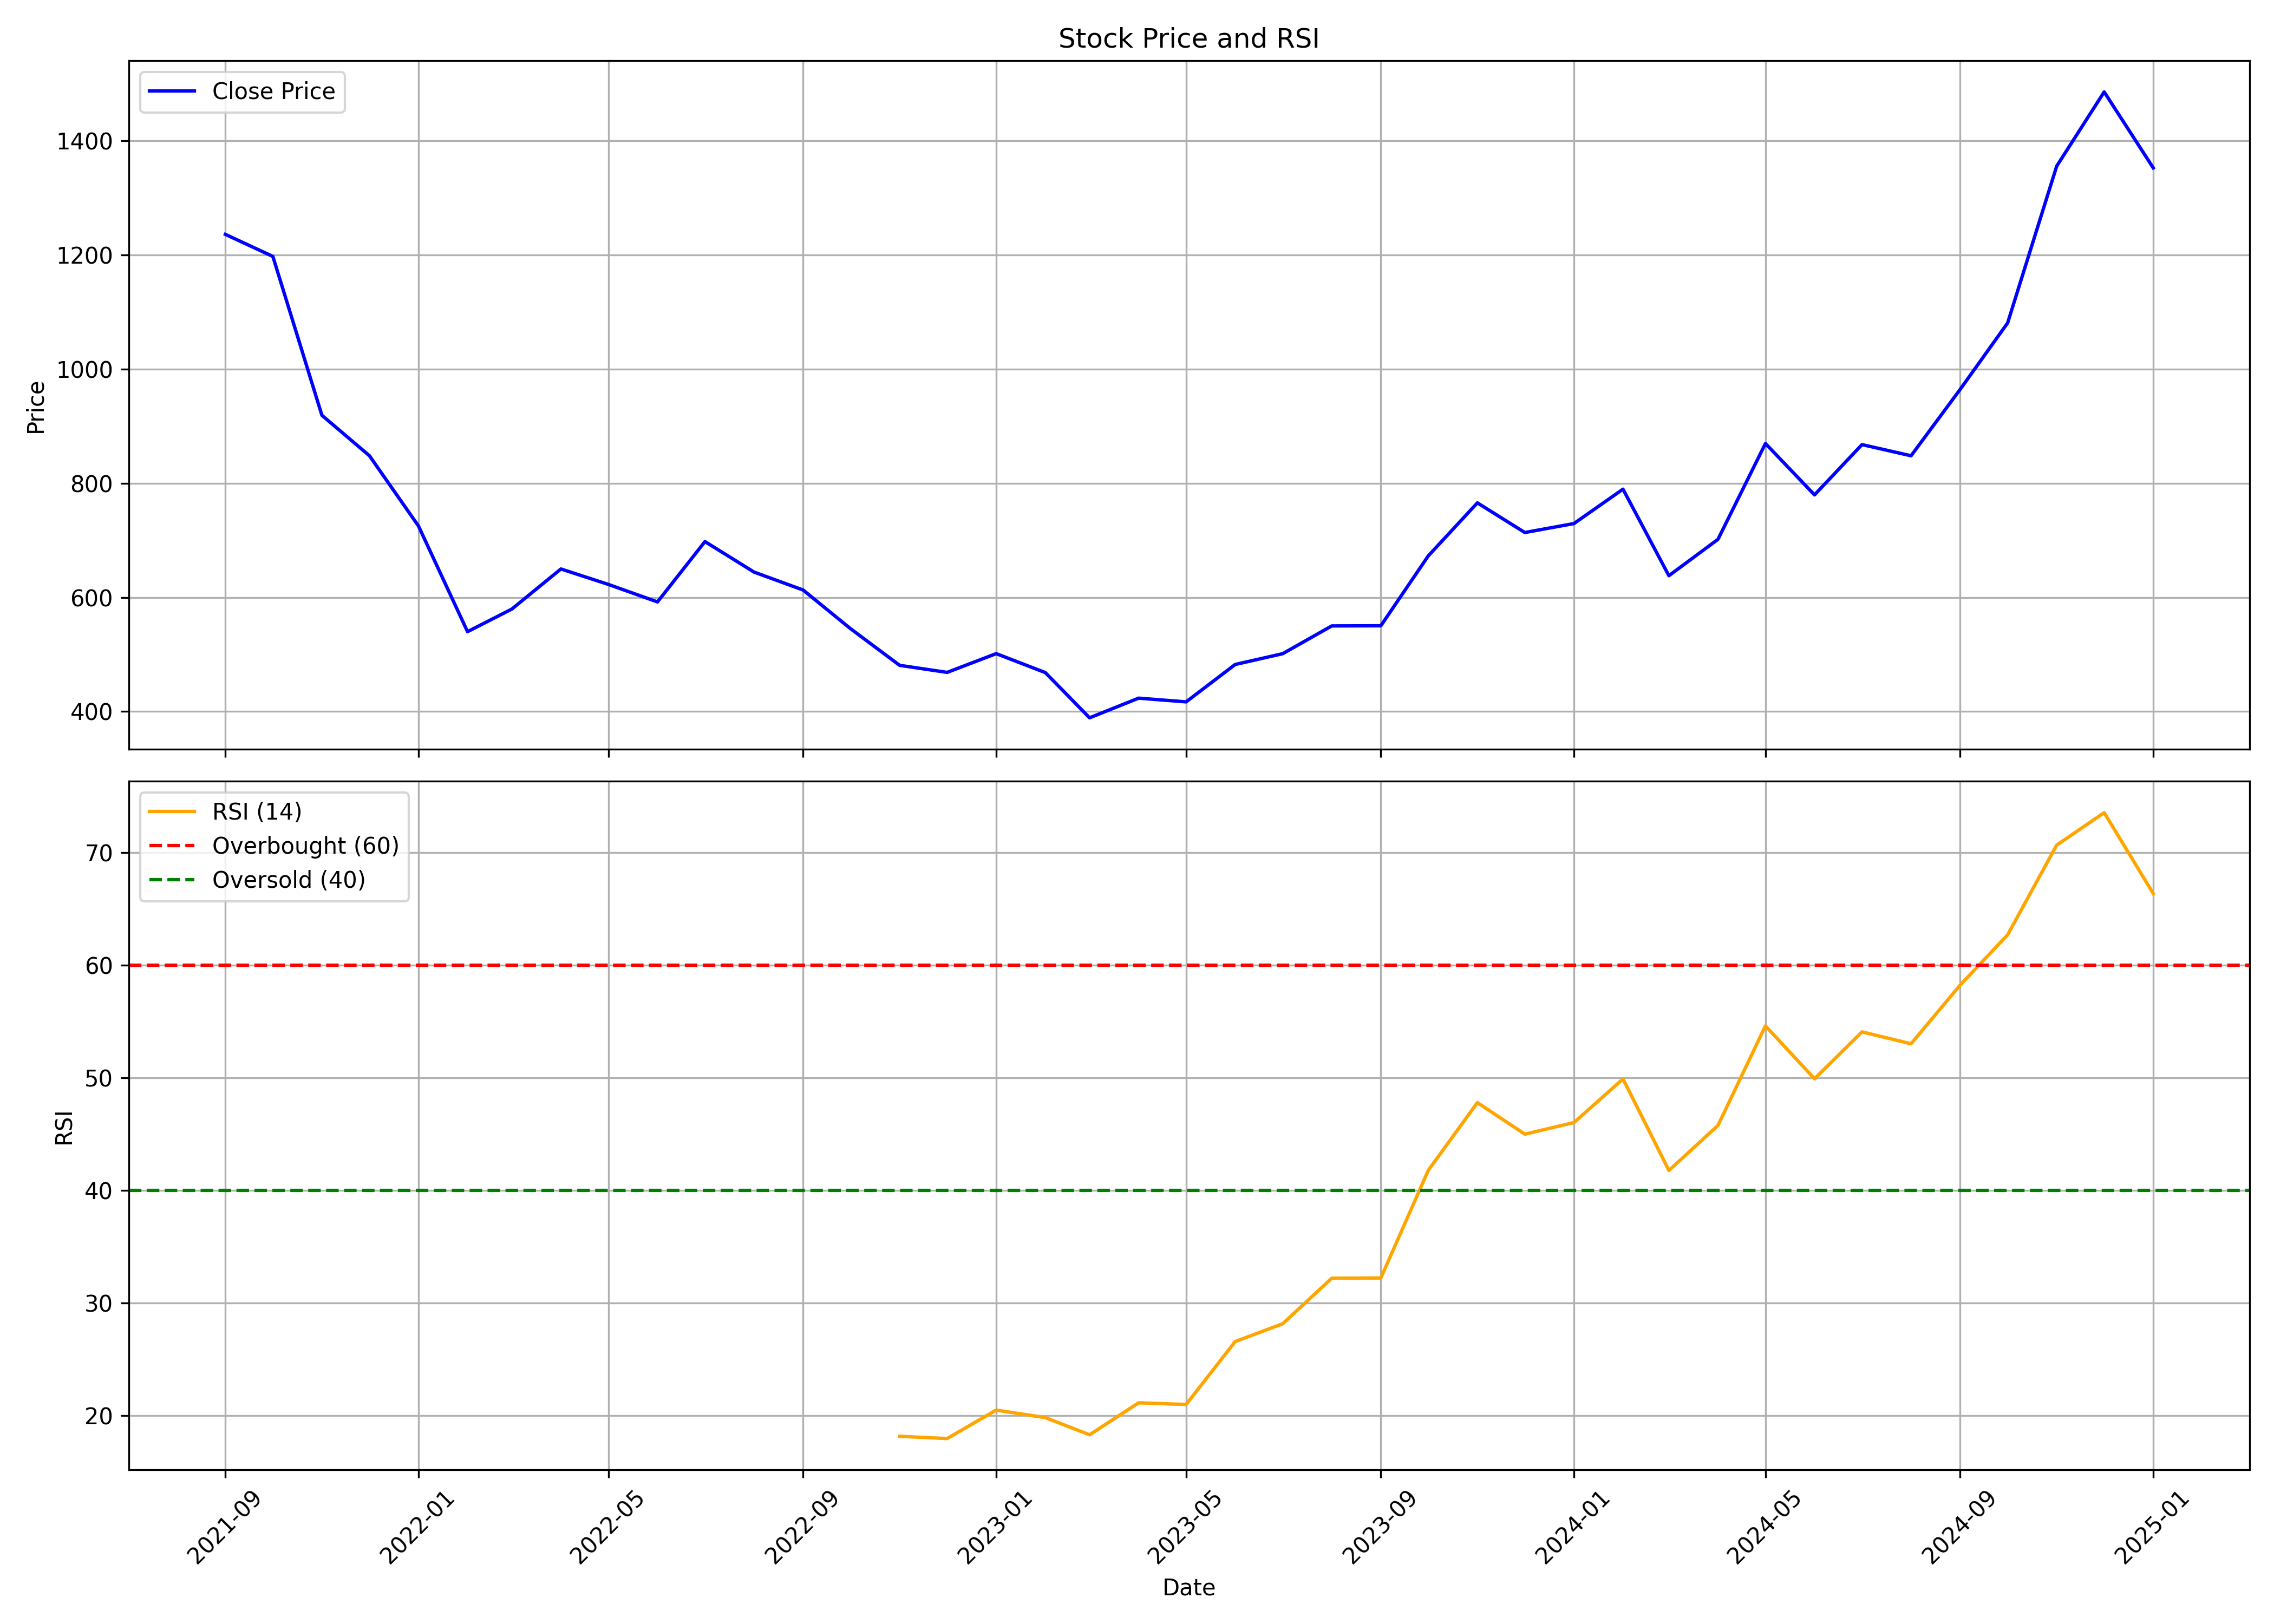 Stock Price and RSI
Close Price
1400
1200
1000
800
600
400
Price
RSI (14)
Overbought (60)
Oversold (40)
70
60
50
40
30
20
RSI
2021-09
2022-01
2022-05
2022-09
2023-01
2023-05
2023-09
2024-01
2024-05
2024-09
2025-01
Date